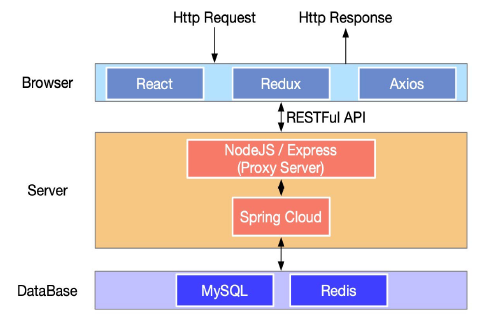 Http Request
Http Response
Browser
React
Redux
Axios
RESTFul API
Server
NodeJS / Express
(Proxy Server)
Spring Cloud
DataBase
MySQL
Redis